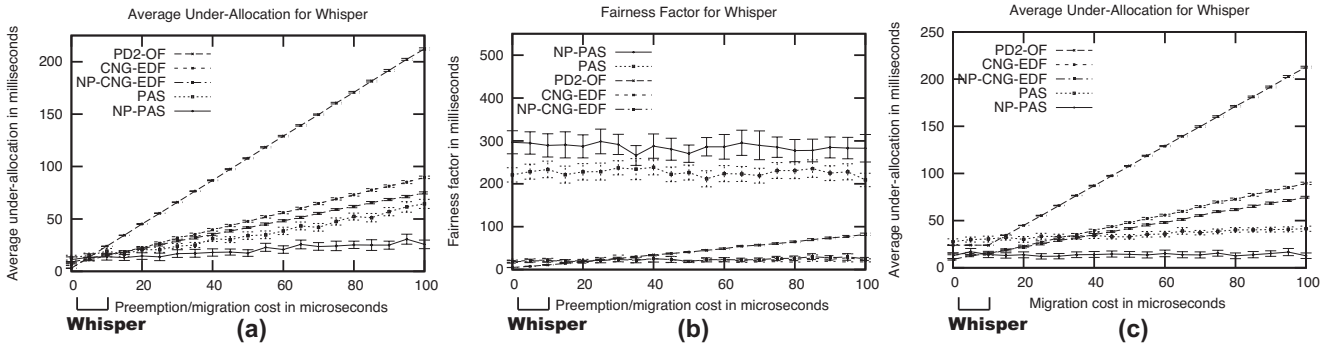 Average Under-Allocation for Whisper
Average under-allocation in milliseconds
200
150
100
50
0
PD2-OF
CNG-EDF
NP-CNG-EDF
PAS
NP-PAS
0 20 40 60 80 100
Preemption/migration cost in microseconds
Whisper
(a)
Fairness Factor for Whisper
Fairness factor in milliseconds
500
400
300
200
100
0
NP-PAS
PAS
PD2-OF
CNG-EDF
NP-CNG-EDF
0 20 40 60 80 100
Preemption/migration cost in microseconds
Whisper
(b)
Average Under-Allocation for Whisper
Average under-allocation in milliseconds
250
200
150
100
50
0
PD2-OF
CNG-EDF
NP-CNG-EDF
PAS
NP-PAS
0 20 40 60 80 100
Migration cost in microseconds
Whisper
(c)